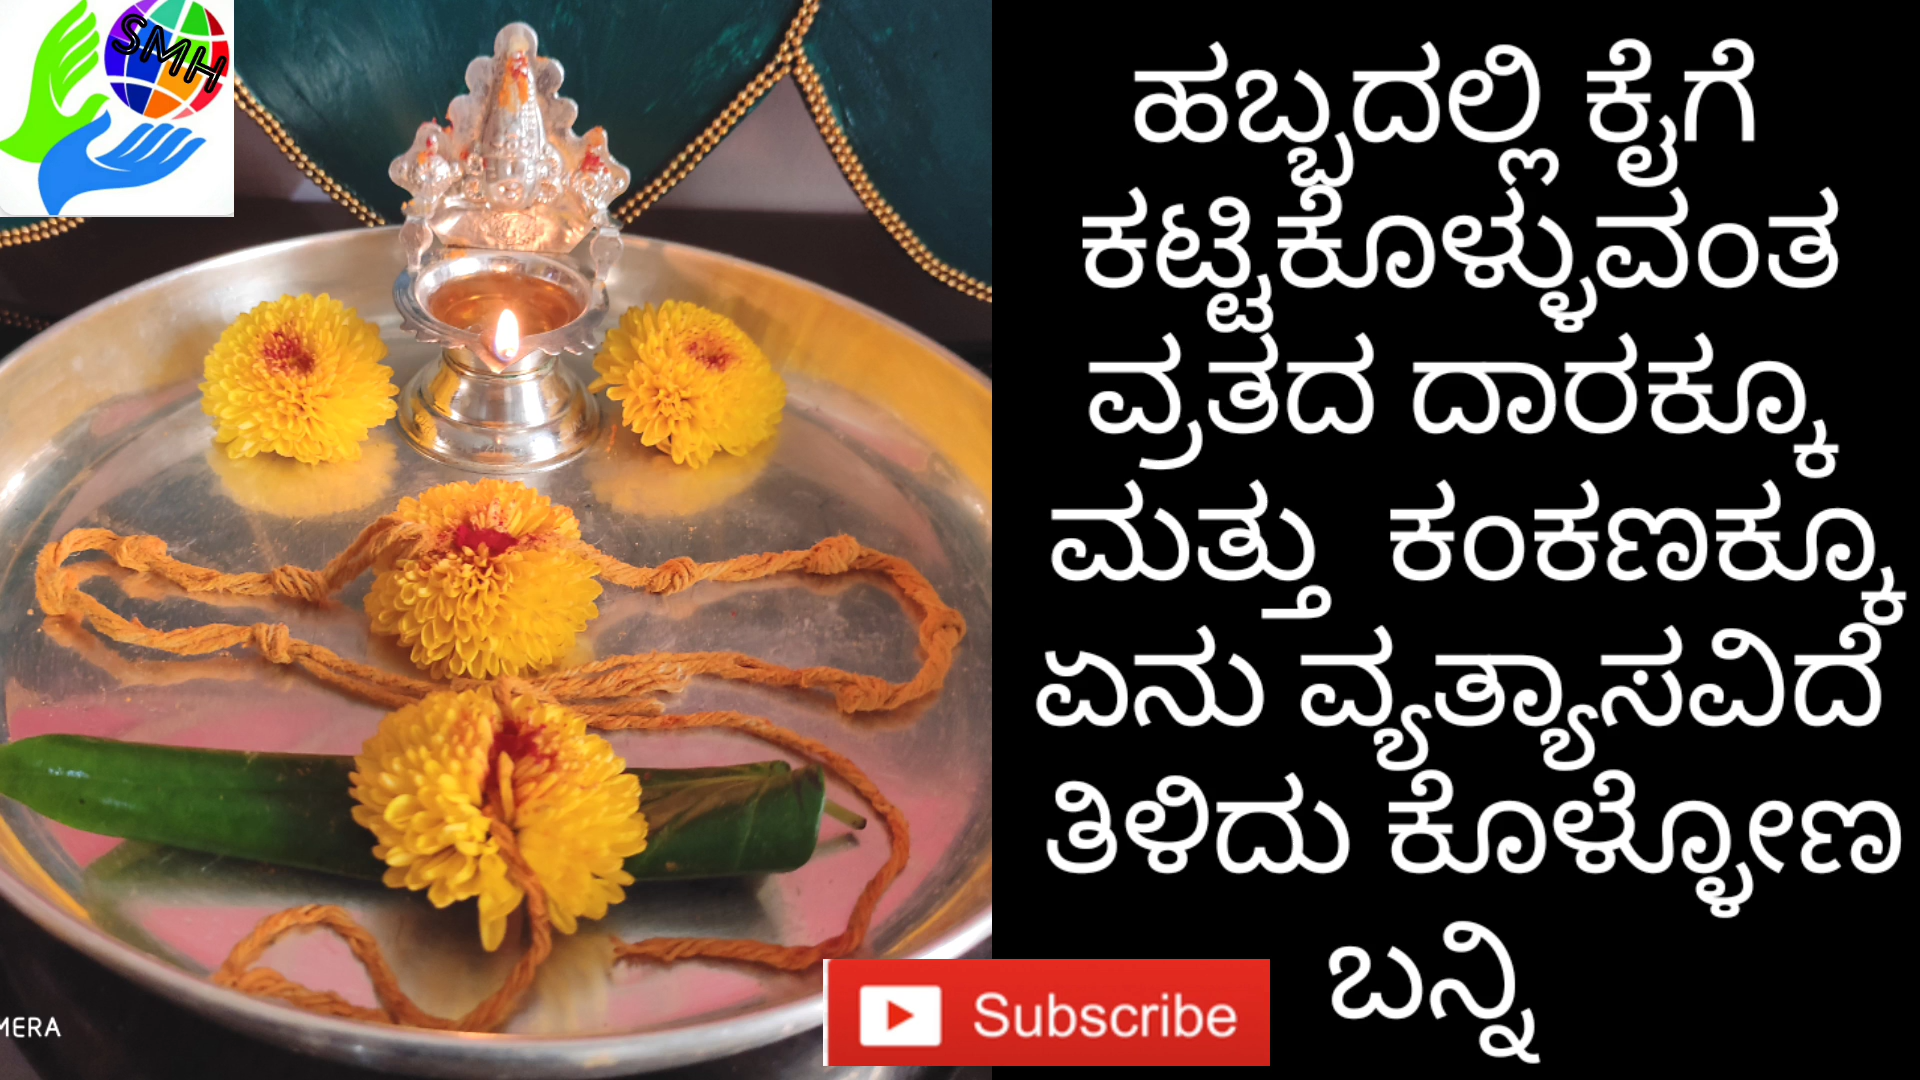 SMH
ಹಬ್ಬದಲ್ಲಿ ಕೈಗೆ
ಕಟ್ಟಿಕೊಳ್ಳುವಂತ
ವ್ರತದ ದಾರಕ್ಕೂ
ಮತ್ತು ಕಂಕಣಕ್ಕೂ
ಏನು ವ್ಯತ್ಯಾಸವಿದೆ
ತಿಳಿದು ಕೊಳ್ಳೋಣ
ಬನ್ನಿ
Subscribe
MERA